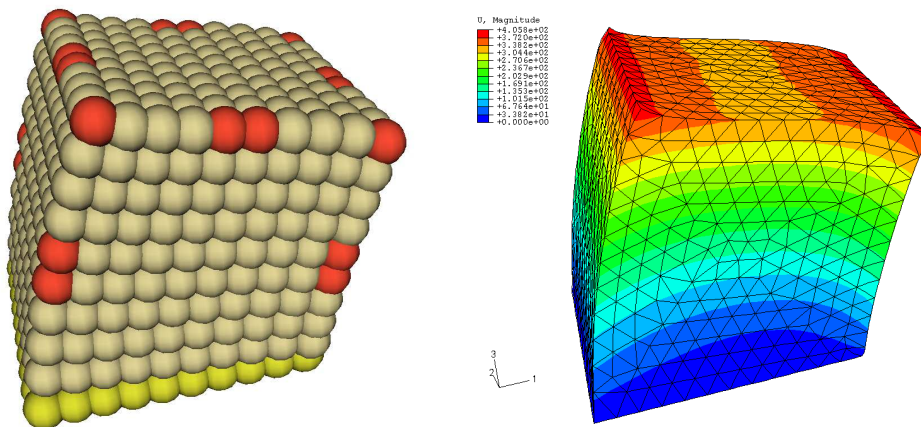 U, Magnitude
+4.058e+02
+3.720e+02
+3.382e+02
+3.044e+02
+2.706e+02
+2.367e+02
+2.029e+02
+1.691e+02
+1.353e+02
+1.015e+02
+6.764e+01
+3.382e+01
+0.000e+00
3
2
1